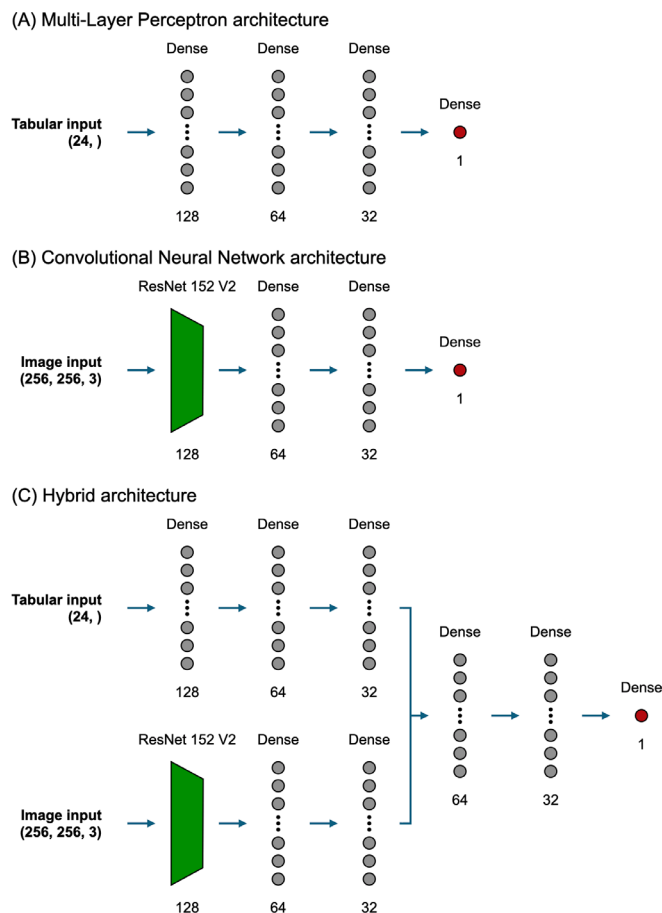 (A) Multi-Layer Perceptron architecture
Dense Dense Dense
Dense
Tabular input
(24, )
1
128 64 32
(B) Convolutional Neural Network architecture
ResNet 152 V2 Dense Dense
Dense
Image input
(256, 256, 3)
1
128 64 32
(C) Hybrid architecture
Dense Dense Dense
Tabular input
(24, )
128 64 32
Dense Dense
Dense
1
ResNet 152 V2 Dense Dense
64 32
Image input
(256, 256, 3)
128 64 32